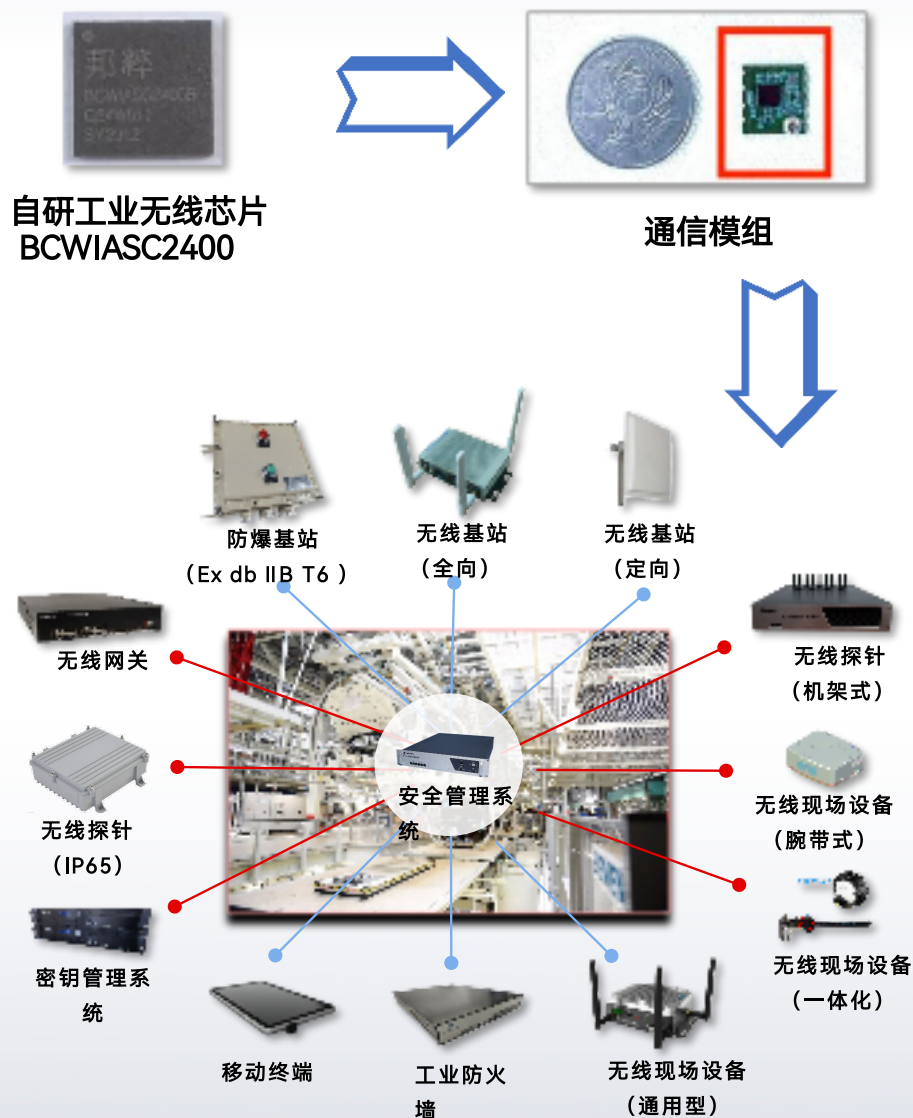 邦粹
自研工业无线芯片
BCWIASC2400
通信模组
防爆基站
（Ex db IIB T6 ）
无线基站
（全向）
无线基站
（定向）
无线网关
无线探针
（机架式）
无线探针
（IP65）
安全管理系
统
无线现场设备
（腕带式）
密钥管理系
统
无线现场设备
（一体化）
移动终端
工业防火
墙
无线现场设备
（通用型）